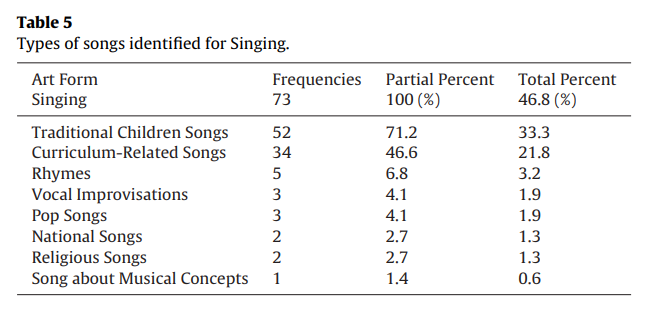 Table 5
Types of songs identified for Singing.
Art Form Frequencies Partial Percent Total Percent
Singing 73 100 (%) 46.8 (%)
Traditional Children Songs 52 71.2 33.3
Curriculum-Related Songs 34 46.6 21.8
Rhymes 5 6.8 3.2
Vocal Improvisations 3 4.1 1.9
Pop Songs 3 4.1 1.9
National Songs 2 2.7 1.3
Religious Songs 2 2.7 1.3
Song about Musical Concepts 1 1.4 0.6